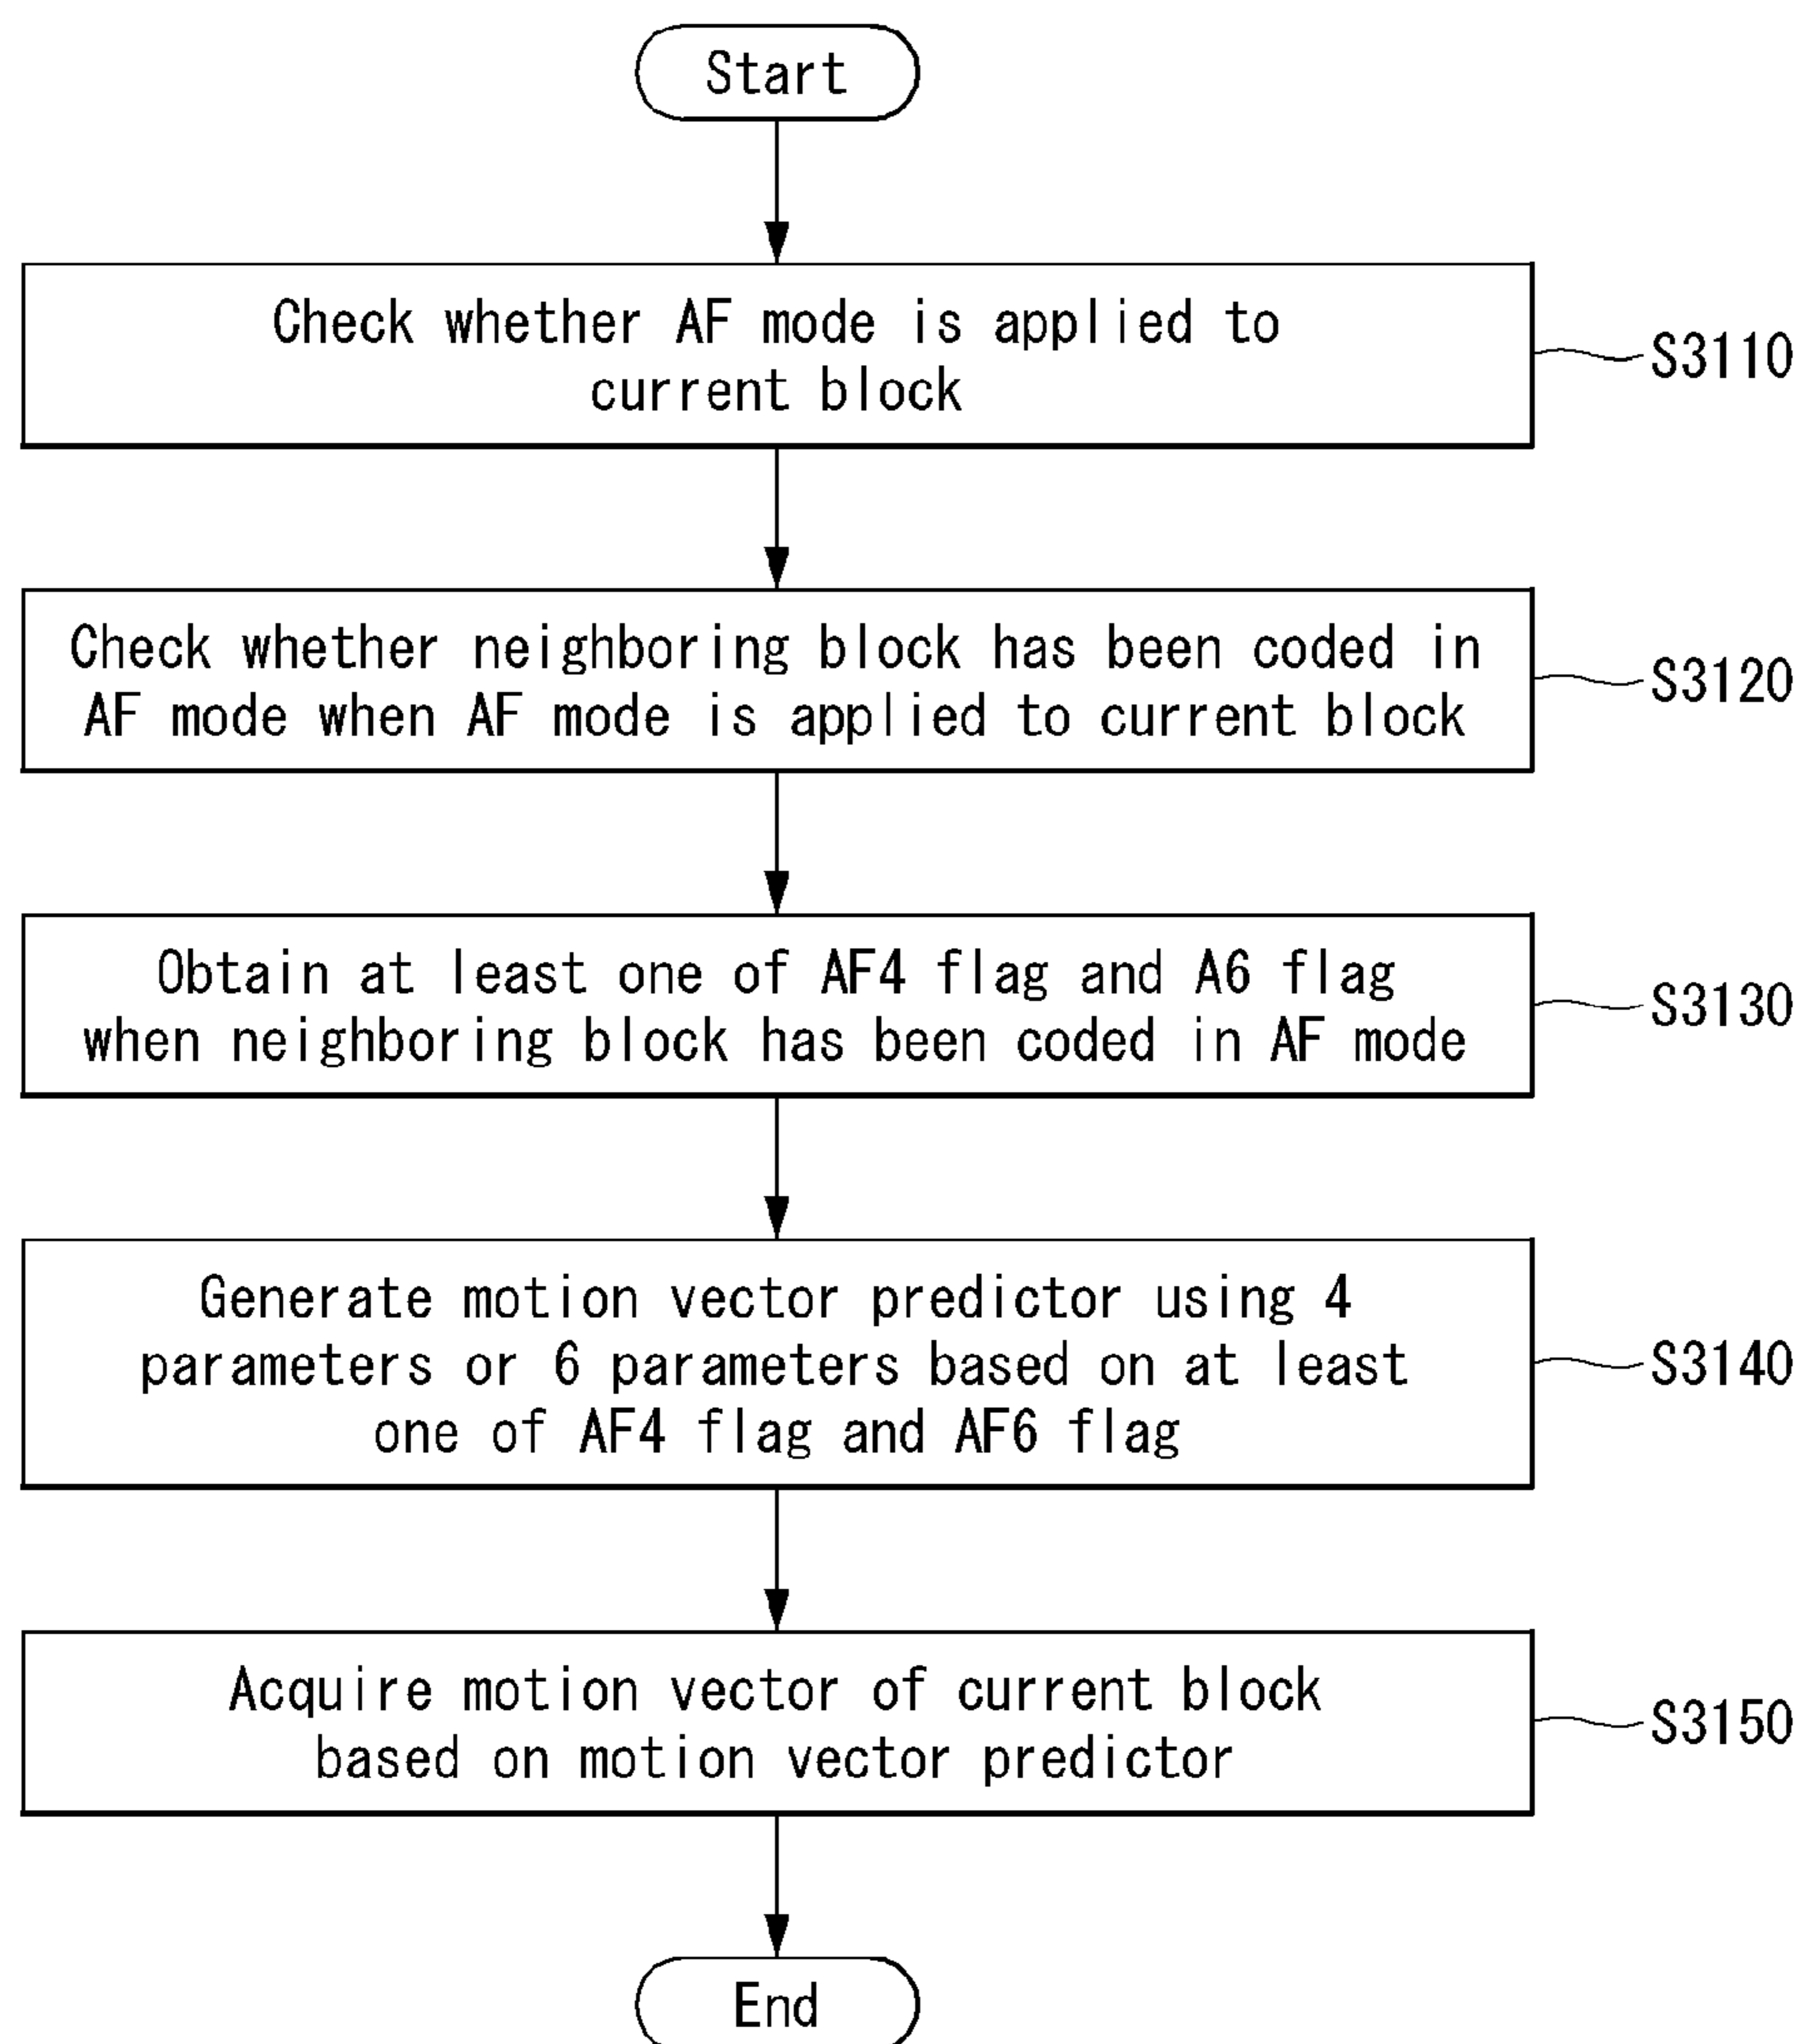 Start
Check whether AF mode is applied to
current block
S3110
Check whether neighboring block has been coded in
AF mode when AF mode is applied to current block
S3120
Obtain at least one of AF4 flag and A6 flag
when neighboring block has been coded in AF mode
S3130
Generate motion vector predictor using 4
parameters or 6 parameters based on at least
one of AF4 flag and AF6 flag
S3140
Acquire motion vector of current block
based on motion vector predictor
S3150
End